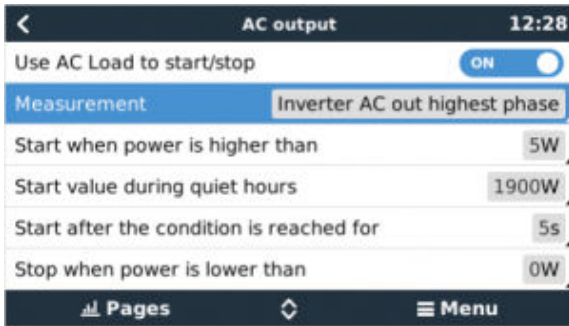 AC output 12:28
Use AC Load to start/stop ON
Measurement Inverter AC out highest phase
Start when power is higher than 5W
Start value during quiet hours 1900W
Start after the condition is reached for 5s
Stop when power is lower than 0W
Pages Menu